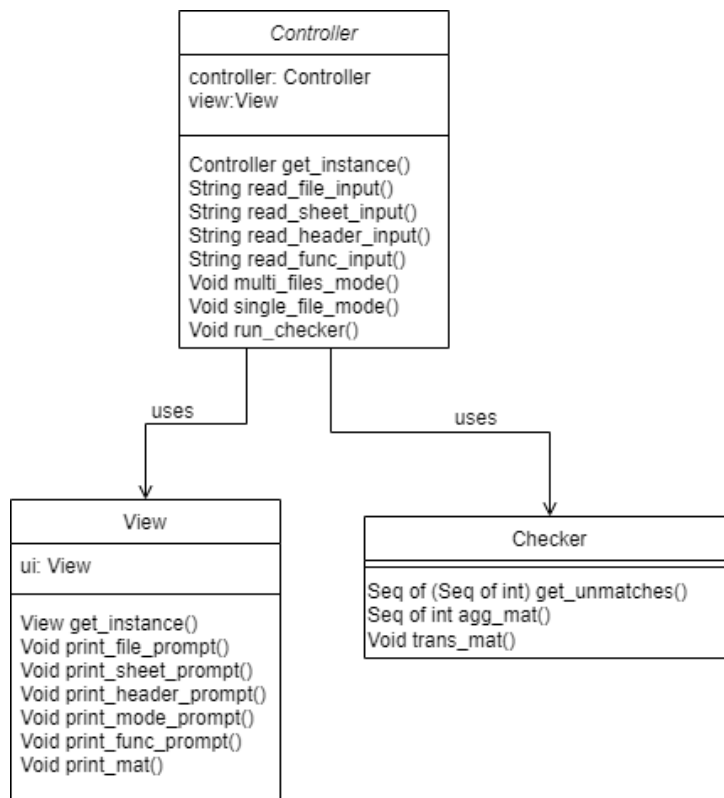 Controller
controller: Controller
view:View
Controller get_instance()
String read_file_input()
String read_sheet_input()
String read_header_input()
String read_func_input()
Void multi_files_mode()
Void single_file_mode()
Void run_checker()
uses
uses
View
ui: View
View get_instance()
Void print_file_prompt()
Void print_sheet_prompt()
Void print_header_prompt()
Void print_mode_prompt()
Void print_func_prompt()
Void print_mat()
Checker
Seq of (Seq of int) get_unmatches()
Seq of int agg_mat()
Void trans_mat()